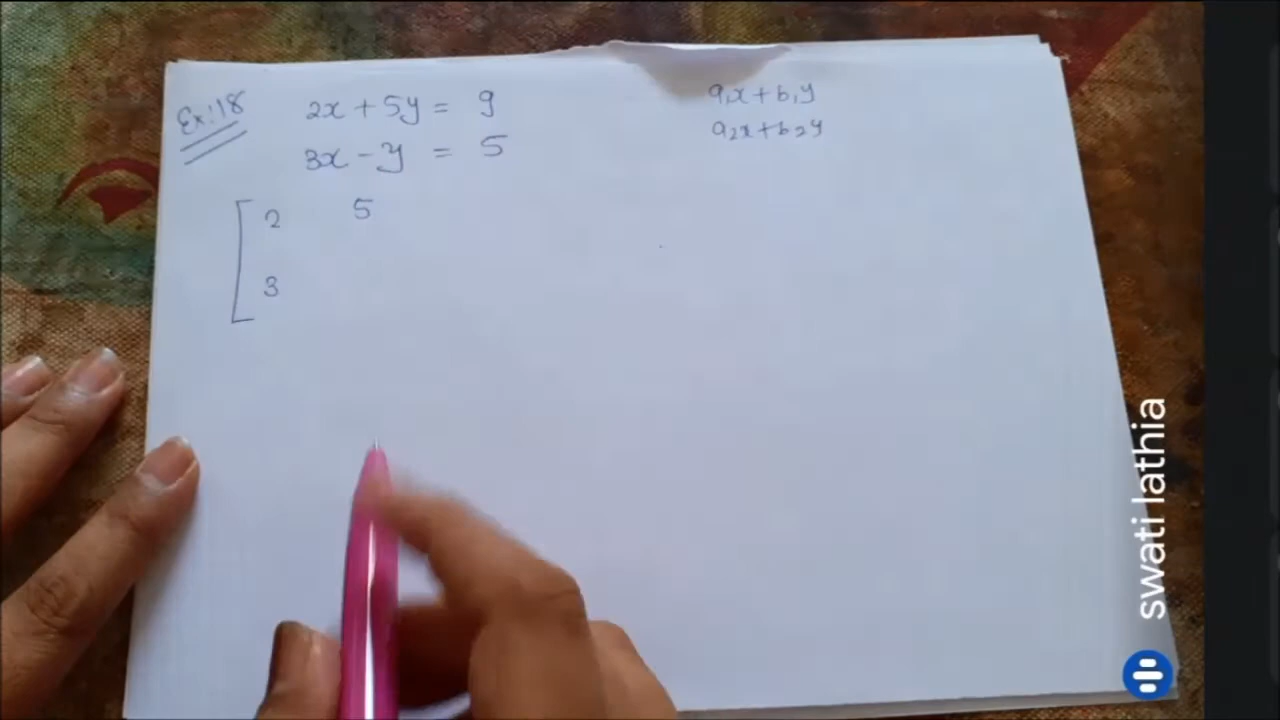 Ex:18
2x + 5y = 9
3x - y = 5
a₁x + b₁y
a₂x + b₂y
[ 2 5
3
swati lathia